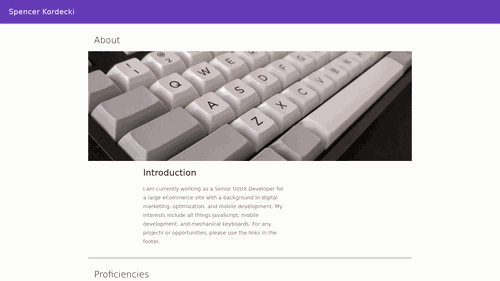 Spencer Kordecki
About
1
2
Q
W
E
R
A
S
D
F
G
Z
X
C
Introduction
I am currently working as a Senior UI/UX Developer for
a large eCommerce site with a background in digital
marketing, optimization, and mobile development. My
interests include all things JavaScript, mobile
development, and mechanical keyboards. For any
projects or opportunities, please use the links in the
footer.
Proficiencies